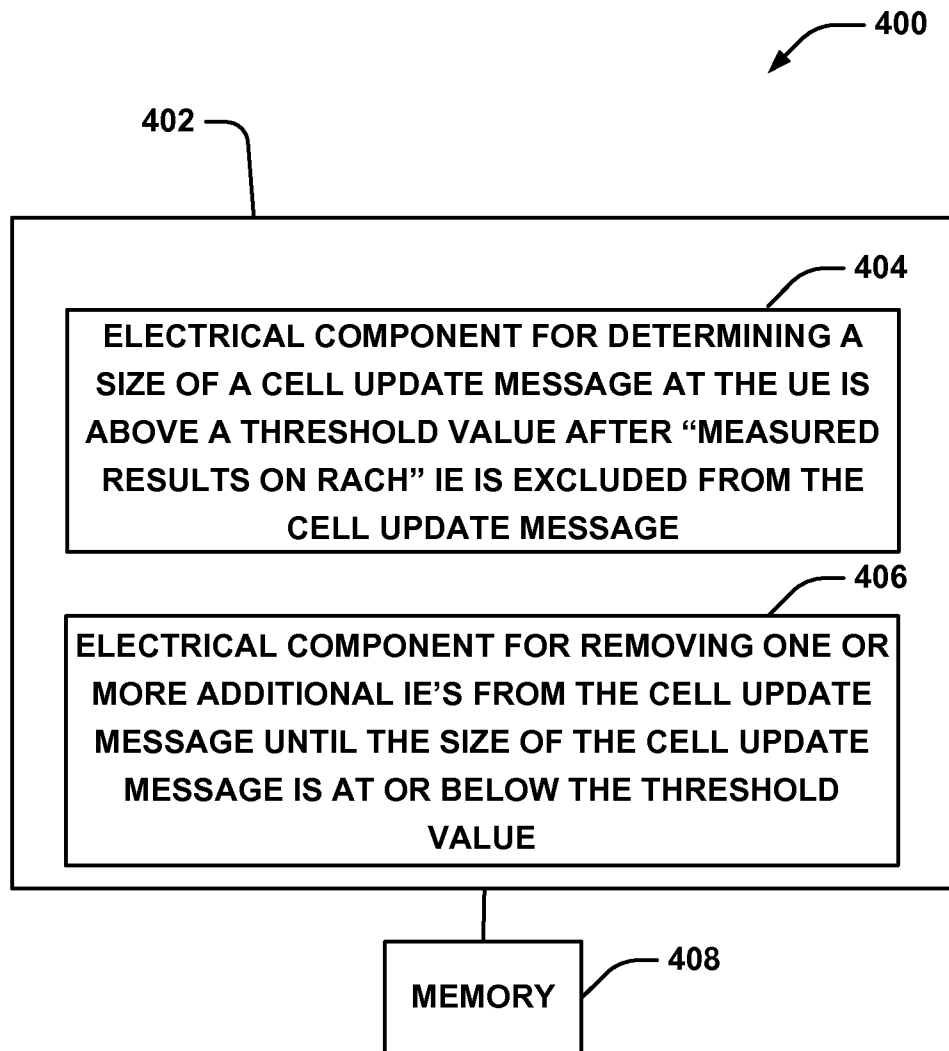 400
402
404
ELECTRICAL COMPONENT FOR DETERMINING A
SIZE OF A CELL UPDATE MESSAGE AT THE UE IS
ABOVE A THRESHOLD VALUE AFTER “MEASURED
RESULTS ON RACH” IE IS EXCLUDED FROM THE
CELL UPDATE MESSAGE
406
ELECTRICAL COMPONENT FOR REMOVING ONE OR
MORE ADDITIONAL IE’S FROM THE CELL UPDATE
MESSAGE UNTIL THE SIZE OF THE CELL UPDATE
MESSAGE IS AT OR BELOW THE THRESHOLD
VALUE
408
MEMORY